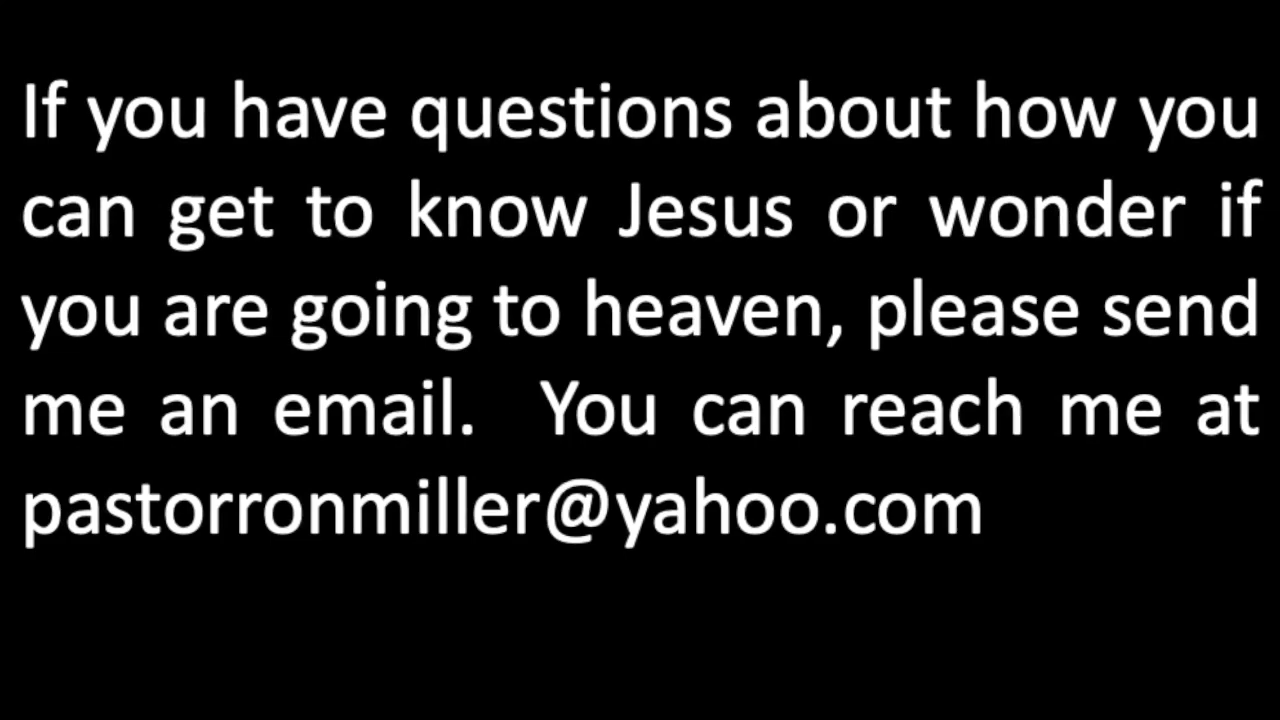 If you have questions about how you
can get to know Jesus or wonder if
you are going to heaven, please send
me an email.  You can reach me at
pastorronmiller@yahoo.com